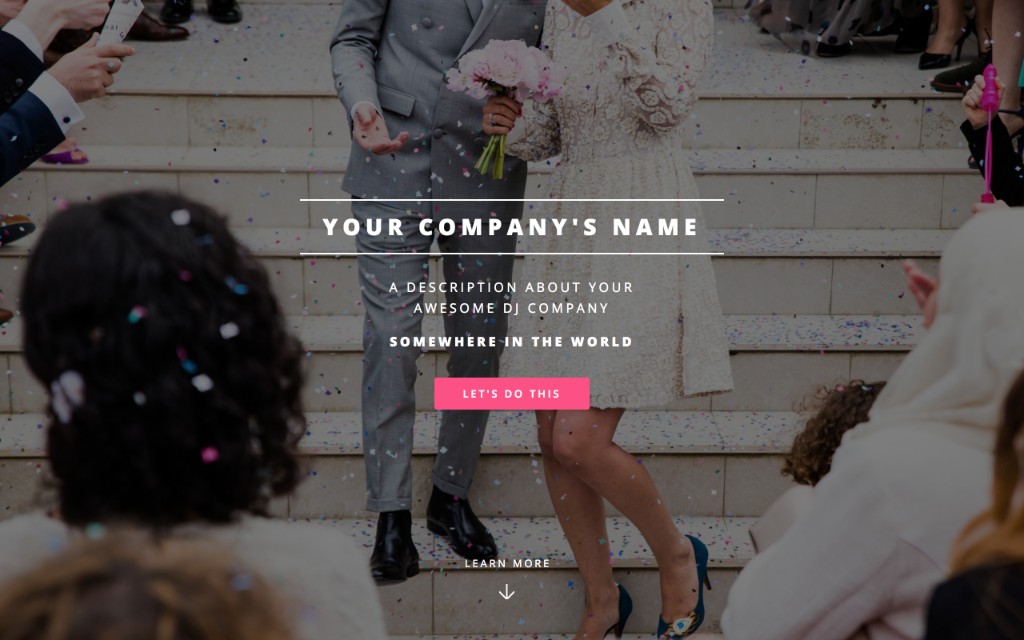 YOUR COMPANY'S NAME
A DESCRIPTION ABOUT YOUR
AWESOME DJ COMPANY
SOMEWHERE IN THE WORLD
LET'S DO THIS
LEARN MORE